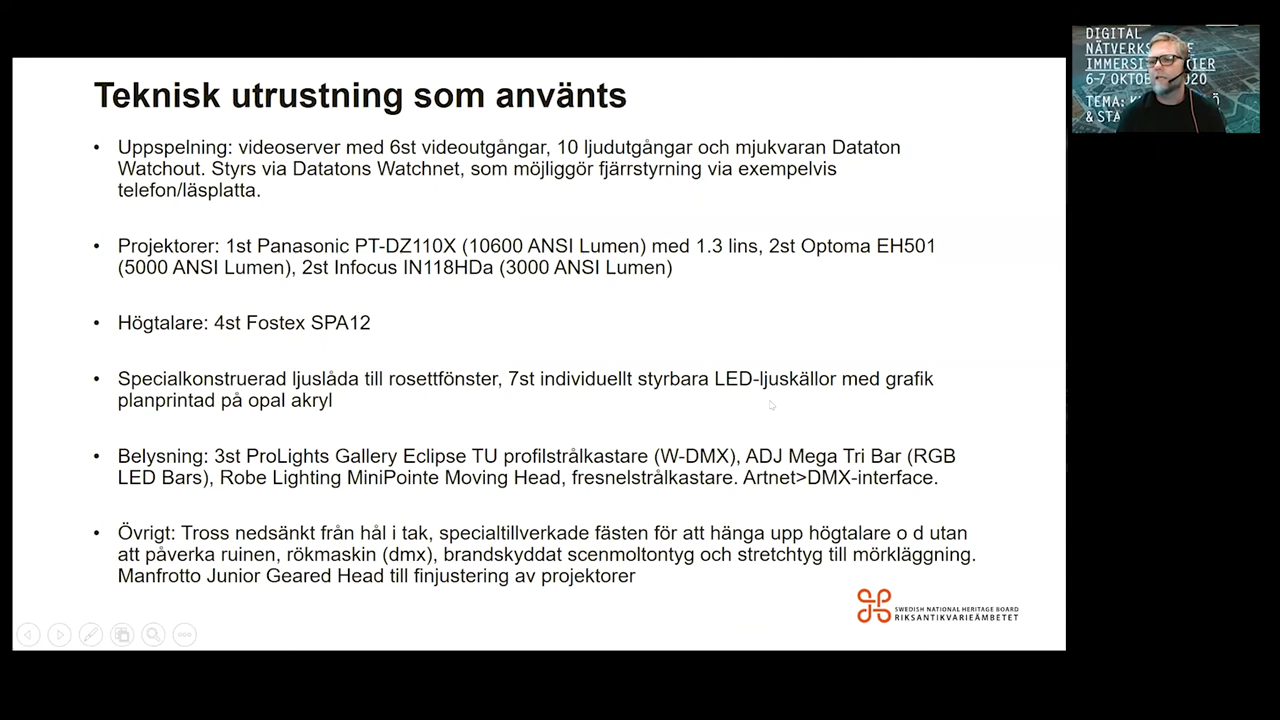 Teknisk utrustning som använts
• Uppspelning: videoserver med 6st videoutgångar, 10 ljudutgångar och mjukvaran Dataton
Watchout. Styrs via Datatons Watchnet, som möjliggör fjärrstyrning via exempelvis
telefon/läsplatta.
• Projektorer: 1st Panasonic PT-DZ110X (10600 ANSI Lumen) med 1.3 lins, 2st Optoma EH501
(5000 ANSI Lumen), 2st Infocus IN118HDa (3000 ANSI Lumen)
• Högtalare: 4st Fostex SPA12
• Specialkonstruerad ljuslåda till rosettfönster, 7st individuellt styrbara LED-ljuskällor med grafik
planprintad på opal akryl
• Belysning: 3st ProLights Gallery Eclipse TU profilstrålkastare (W-DMX), ADJ Mega Tri Bar (RGB
LED Bars), Robe Lighting MiniPointe Moving Head, fresnelstrålkastare. Artnet>DMX-interface.
• Övrigt: Tross nedsänkt från hål i tak, specialtillverkade fästen för att hänga upp högtalare o d utan
att påverka ruinen, rökmaskin (dmx), brandskyddat scenmoltontyg och stretchtyg till mörkläggning.
Manfrotto Junior Geared Head till finjustering av projektorer
SWEDISH NATIONAL HERITAGE BOARD
RIKSANTIKVARIEÄMBETET
DIGITAL
6-7
2020
TEMA:
&